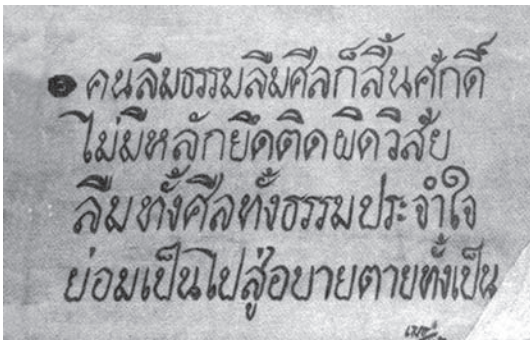 คนลืมธรรมลืมศีลก็สิ้นศักดิ์
ไม่มีหลักยึดติดผิดวิสัย
ลืมทั้งศีลทั้งธรรมประจำใจ
ย่อมเป็นไปสู่อบายตายทั้งเป็น